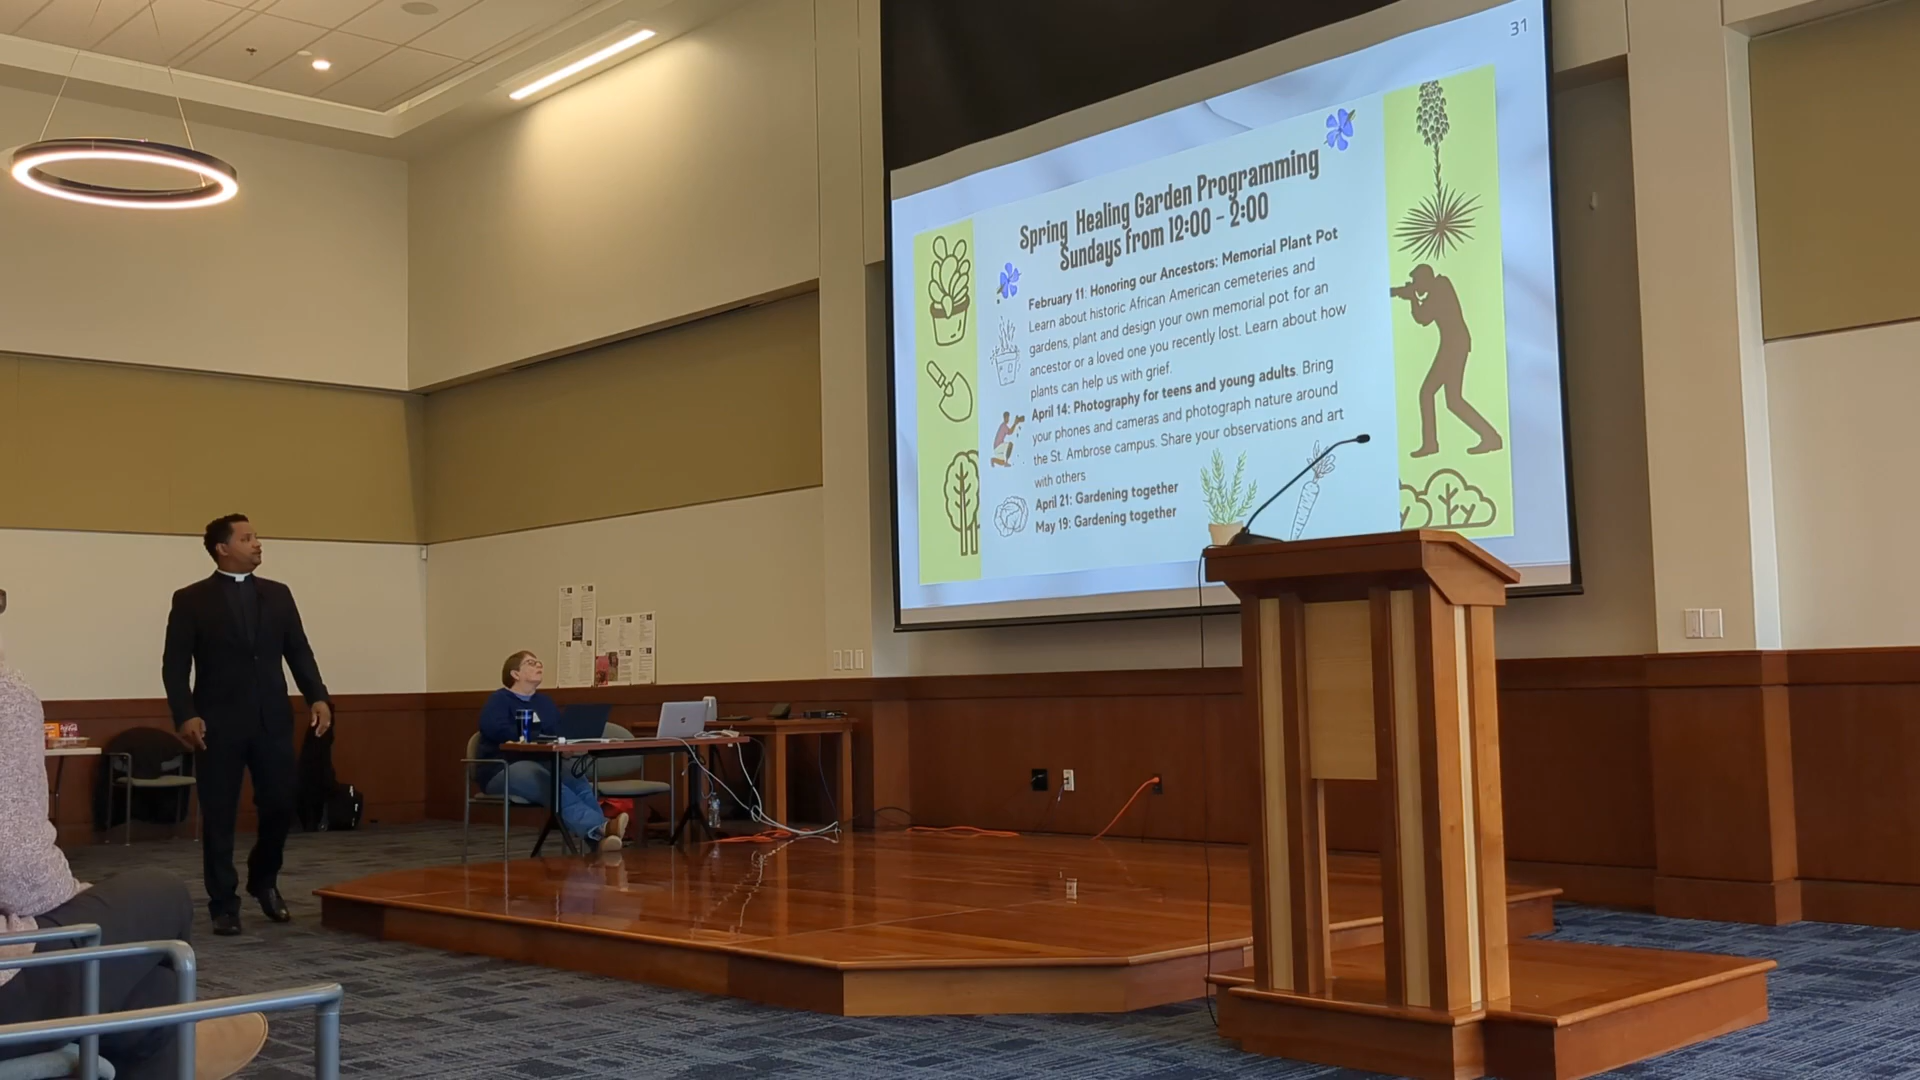 31
Spring Healing Garden Programming
Sundays from 12:00 - 2:00
February 11: Honoring our Ancestors: Memorial Plant Pot
Learn about historic African American cemeteries and
gardens, plant and design your own memorial pot for an
ancestor or a loved one you recently lost. Learn about how
plants can help us with grief.
April 14: Photography for teens and young adults. Bring
your phones and cameras and photograph nature around
the St. Ambrose campus. Share your observations and art
with others
April 21: Gardening together
May 19: Gardening together